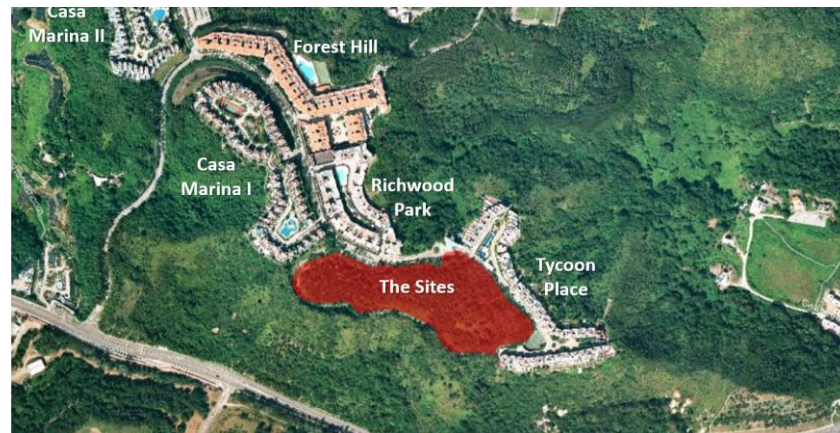 Casa
Marina II
Forest Hill
Casa
Marina I
Richwood
Park
The Sites
Tycoon
Place